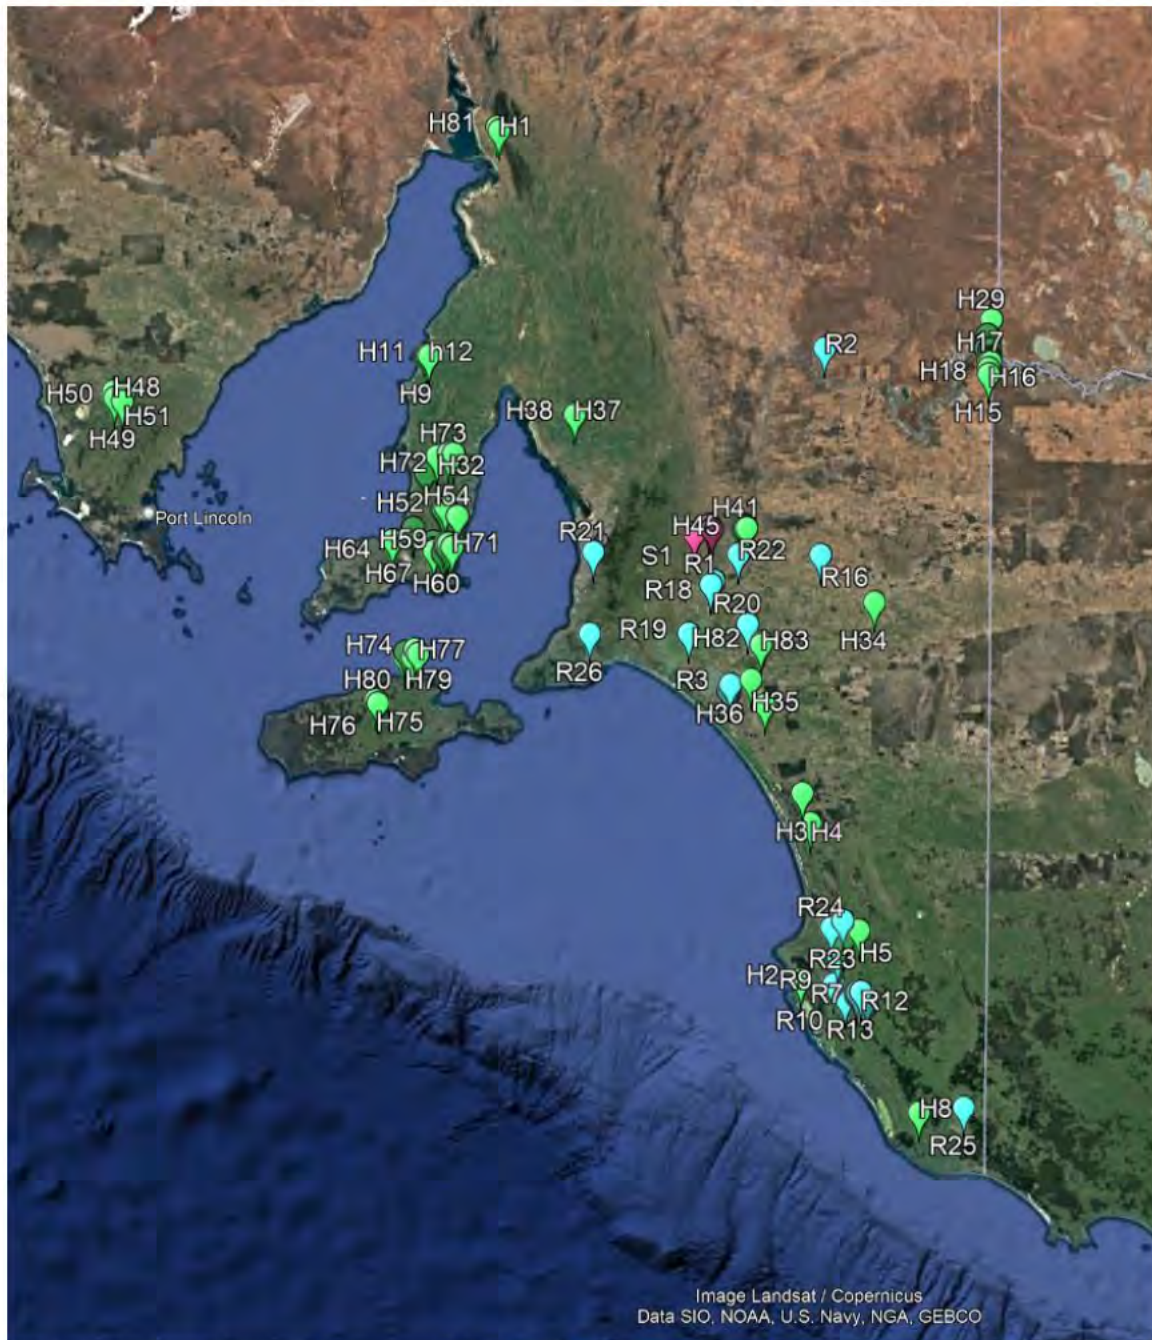 H81 H1
H29
H17
R2
H11 h12
H18 H16
H9
H50 H48
H15
H51
H38 H37
H49
H73
H72 H32
H52 H54
Port Lincoln
H45 H41
R21
H59 H71
S1 R1 R22
H64
R16
H67 H60
R18
R20
H34
R19 H82 H83
H74 H77
R26
H80 H79
R3
H36 H35
H76 H75
H3 H4
R24
H5
R23
H2 R9
R7 R12
R10 R13
H8
R25
Image Landsat / Copernicus
Data SIO, NOAA, U.S. Navy, NGA, GEBCO